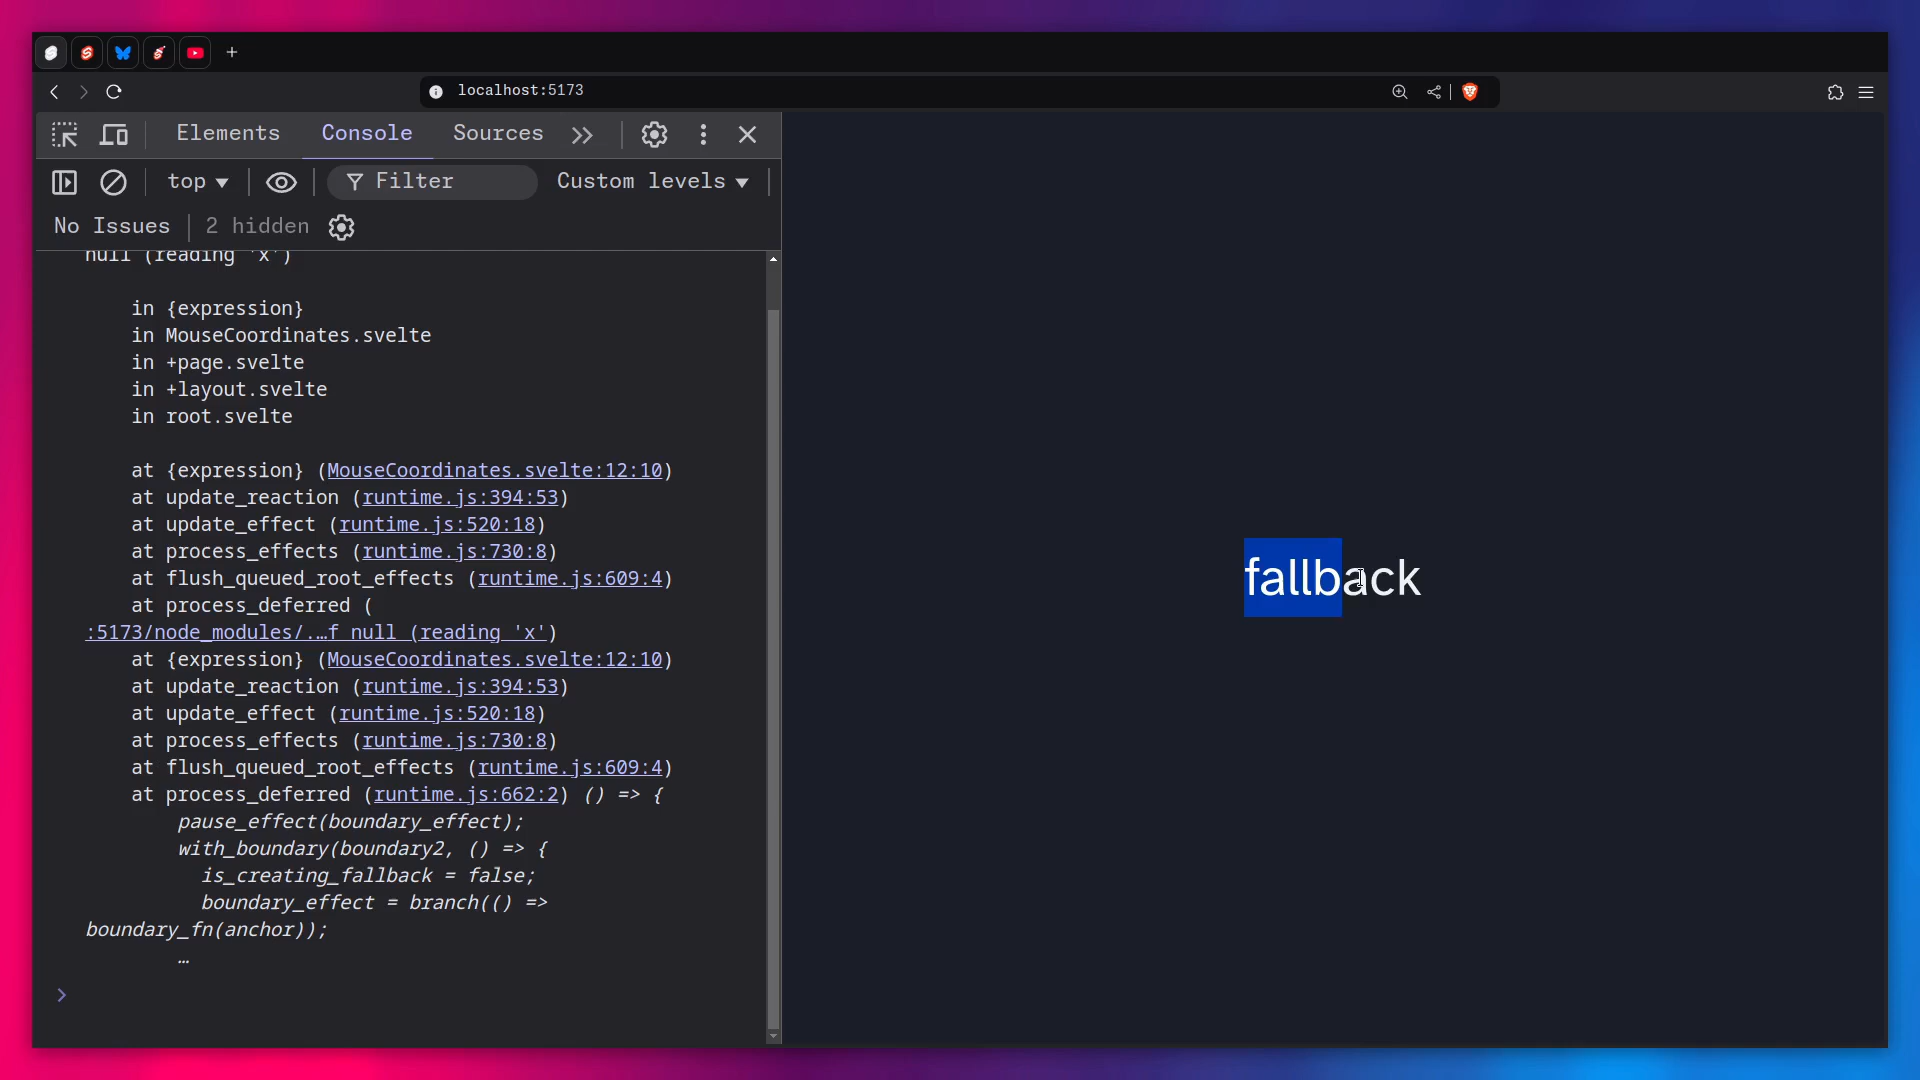 localhost:5173
Elements
Console
Sources
top
Filter
Custom levels
No Issues
2 hidden
null (reading 'x')
in {expression}
in MouseCoordinates.svelte
in +page.svelte
in +layout.svelte
in root.svelte
at {expression} (MouseCoordinates.svelte:12:10)
at update_reaction (runtime.js:394:53)
at update_effect (runtime.js:520:18)
at process_effects (runtime.js:730:8)
at flush_queued_root_effects (runtime.js:609:4)
at process_deferred (
:5173/node_modules/.…f null (reading 'x')
at {expression} (MouseCoordinates.svelte:12:10)
at update_reaction (runtime.js:394:53)
at update_effect (runtime.js:520:18)
at process_effects (runtime.js:730:8)
at flush_queued_root_effects (runtime.js:609:4)
at process_deferred (runtime.js:662:2) () => {
pause_effect(boundary_effect);
with_boundary(boundary2, () => {
is_creating_fallback = false;
boundary_effect = branch(() =>
boundary_fn(anchor));
…
fallback